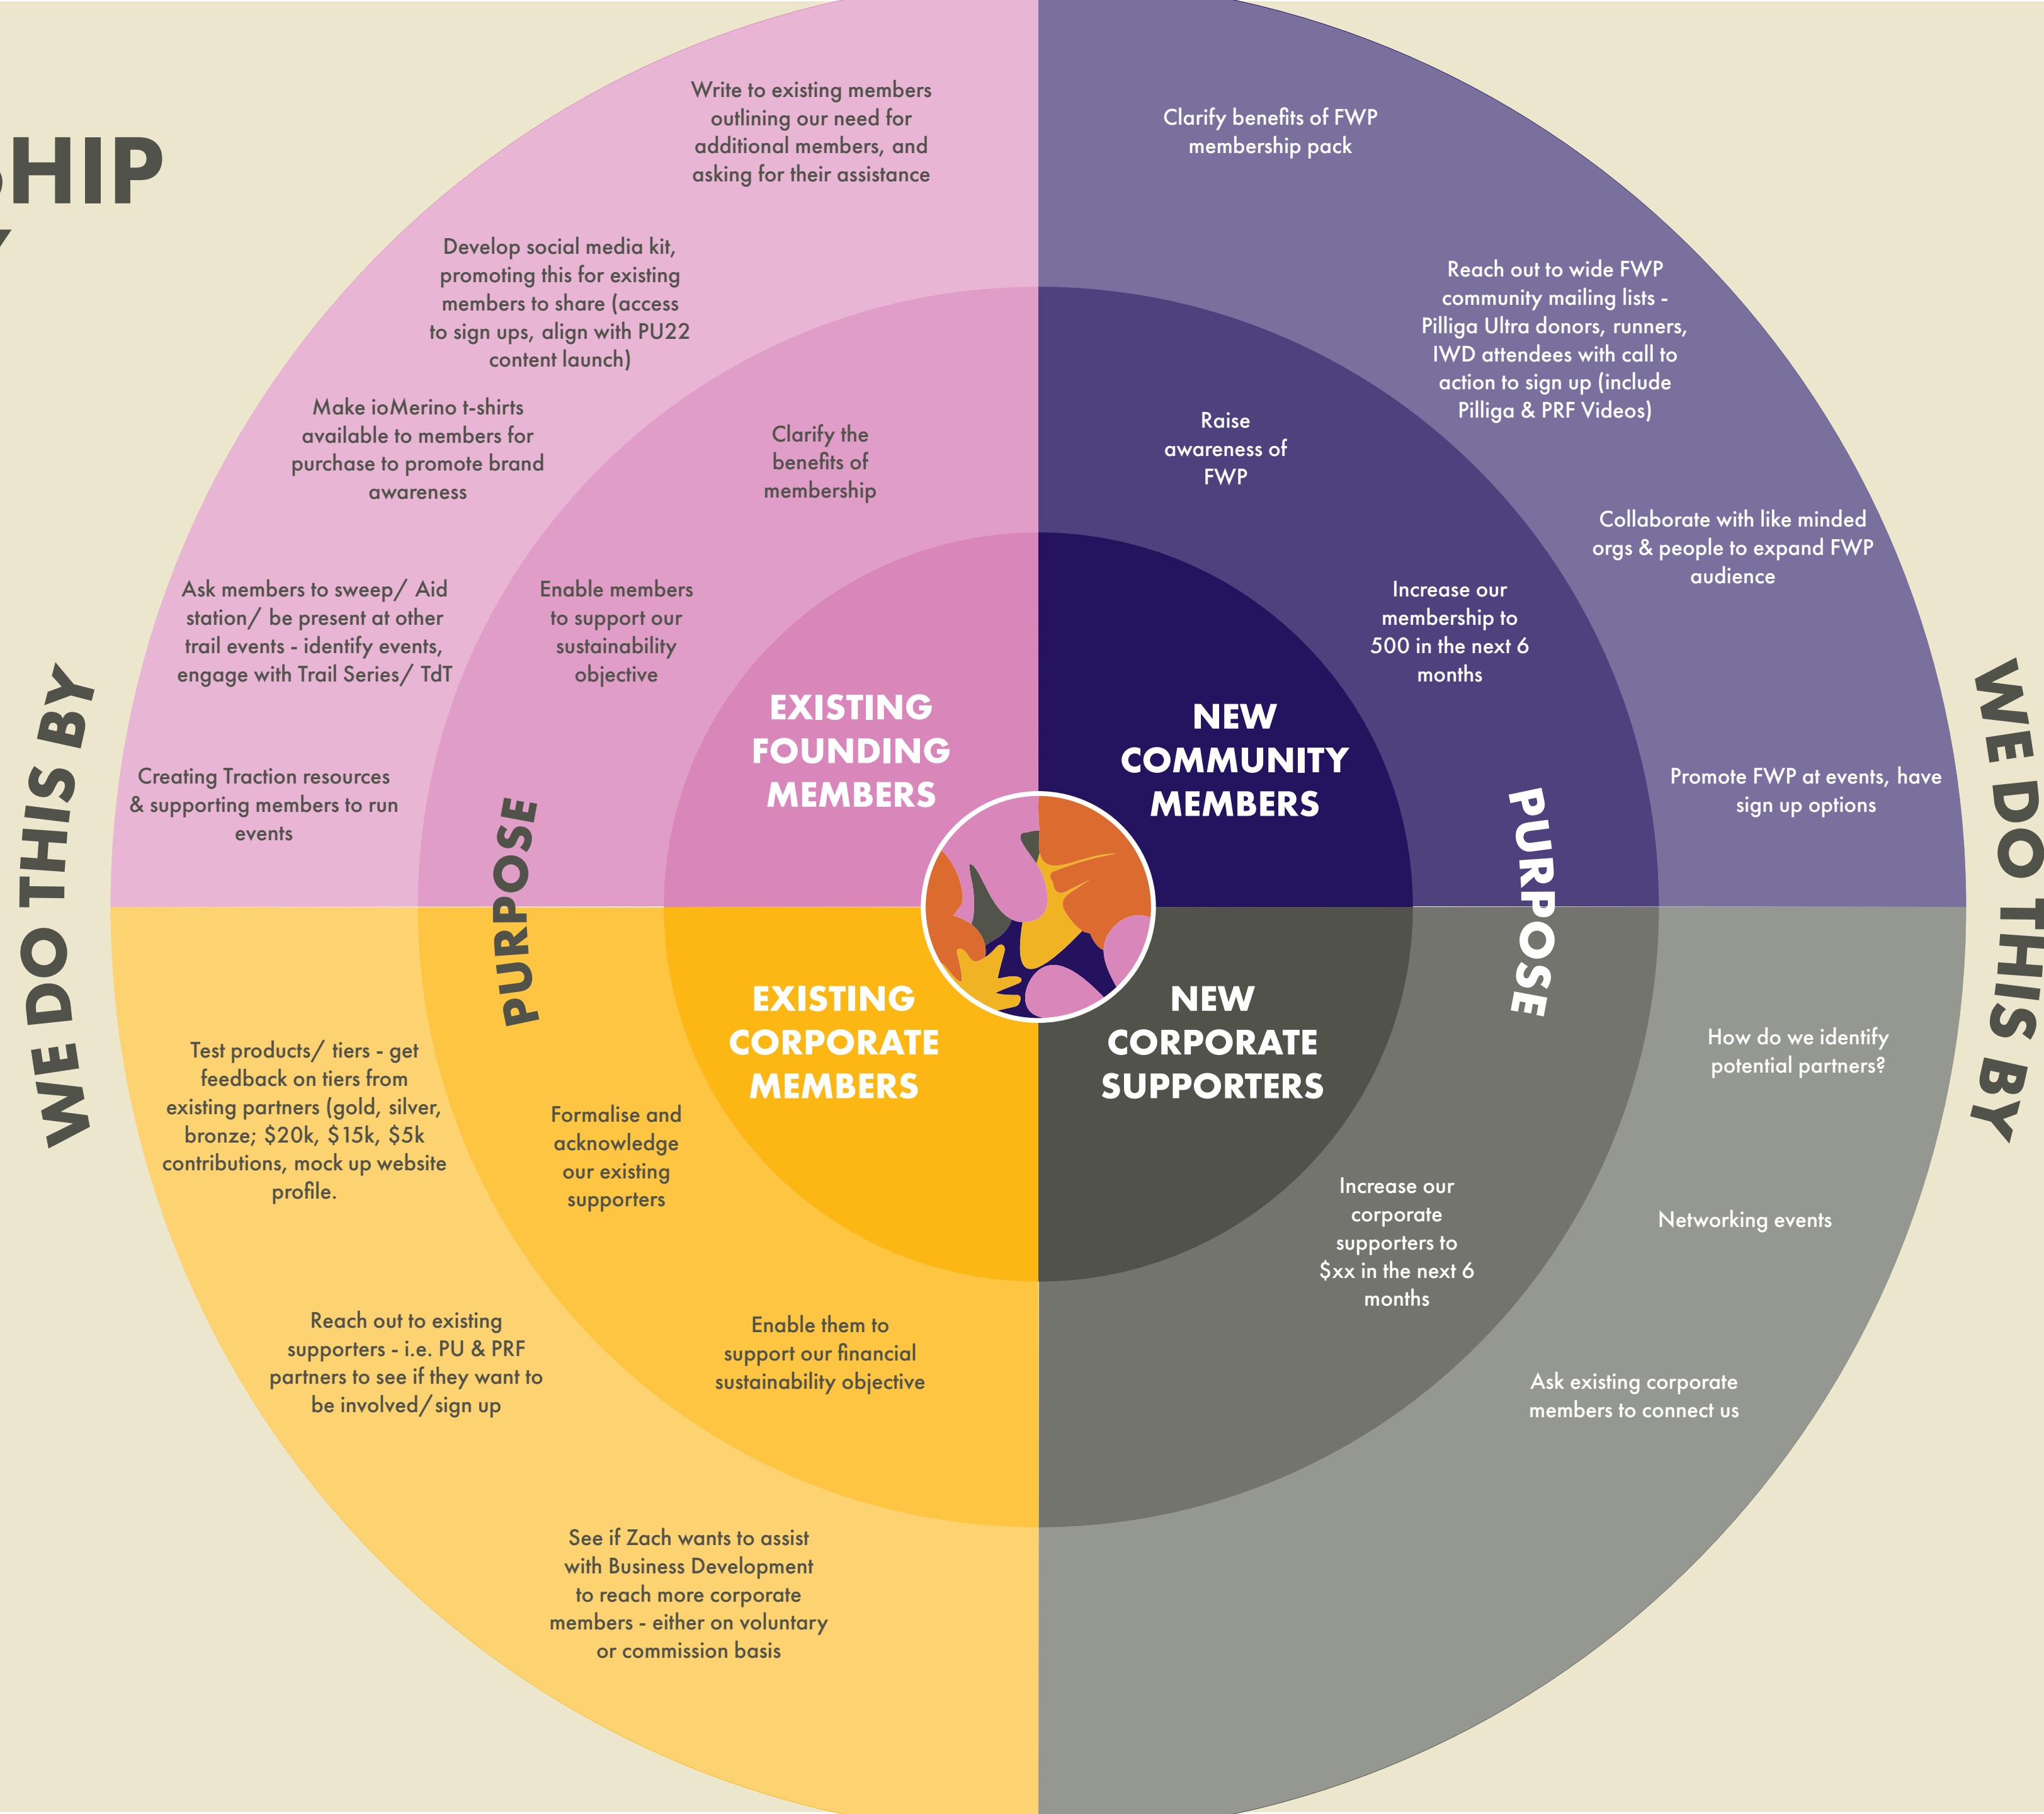 SHIP
Y
Write to existing members
outlining our need for
additional members, and
asking for their assistance
Develop social media kit,
promoting this for existing
members to share (access
to sign ups, align with PU22
content launch)
Make ioMerino t-shirts
available to members for
purchase to promote brand
awareness
Ask members to sweep/ Aid
station/ be present at other
trail events - identify events,
engage with Trail Series/ TdT
Creating Traction resources
& supporting members to run
events
Clarify the
benefits of
membership
Enable members
to support our
sustainability
objective
EXISTING
FOUNDING
MEMBERS
Clarify benefits of FWP
membership pack
Reach out to wide FWP
community mailing lists -
Pilliga Ultra donors, runners,
IWD attendees with call to
action to sign up (include
Pilliga & PRF Videos)
Collaborate with like minded
orgs & people to expand FWP
audience
Promote FWP at events, have
sign up options
Raise
awareness of
FWP
Increase our
membership to
500 in the next 6
months
NEW
COMMUNITY
MEMBERS
WE DO THIS BY
PURPOSE
PURPOSE
WE DO THIS BY
EXISTING
CORPORATE
MEMBERS
Formalise and
acknowledge
our existing
supporters
Enable them to
support our financial
sustainability objective
Test products/ tiers - get
feedback on tiers from
existing partners (gold, silver,
bronze; $20k, $15k, $5k
contributions, mock up website
profile.
Reach out to existing
supporters - i.e. PU & PRF
partners to see if they want to
be involved/sign up
See if Zach wants to assist
with Business Development
to reach more corporate
members - either on voluntary
or commission basis
NEW
CORPORATE
SUPPORTERS
Increase our
corporate
supporters to
$xx in the next 6
months
How do we identify
potential partners?
Networking events
Ask existing corporate
members to connect us